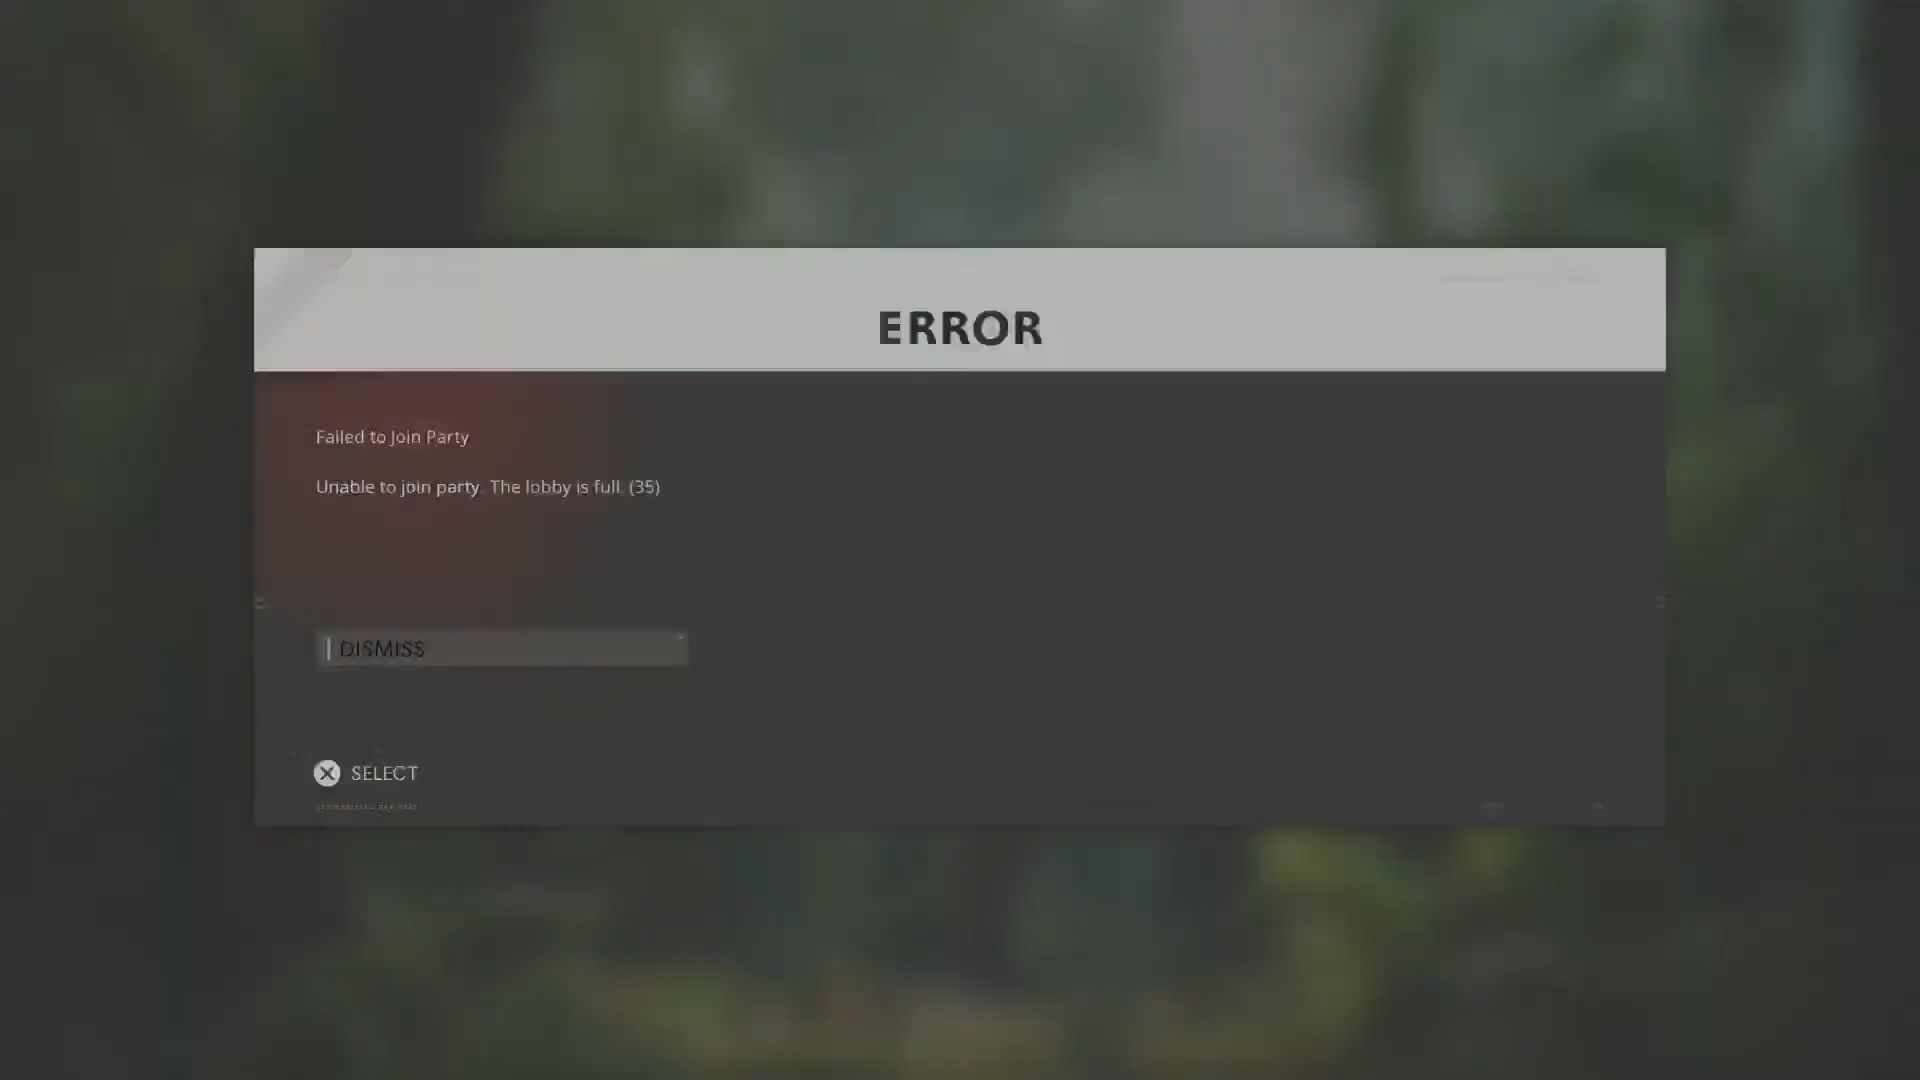 ERROR
Failed to Join Party
Unable to join party. The lobby is full. (35)
DISMISS
SELECT